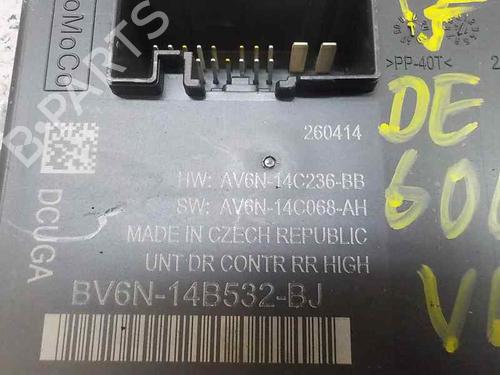 oMoCo
B-PARTS
>PP-40T<
2
260414
HW: AV6N-14C236-BB
SW: AV6N-14C068-AH
MADE IN CZECH REPUBLIC
UNT DR CONTR RR HIGH
BV6N-14B532-BJ
DCUGA
DE